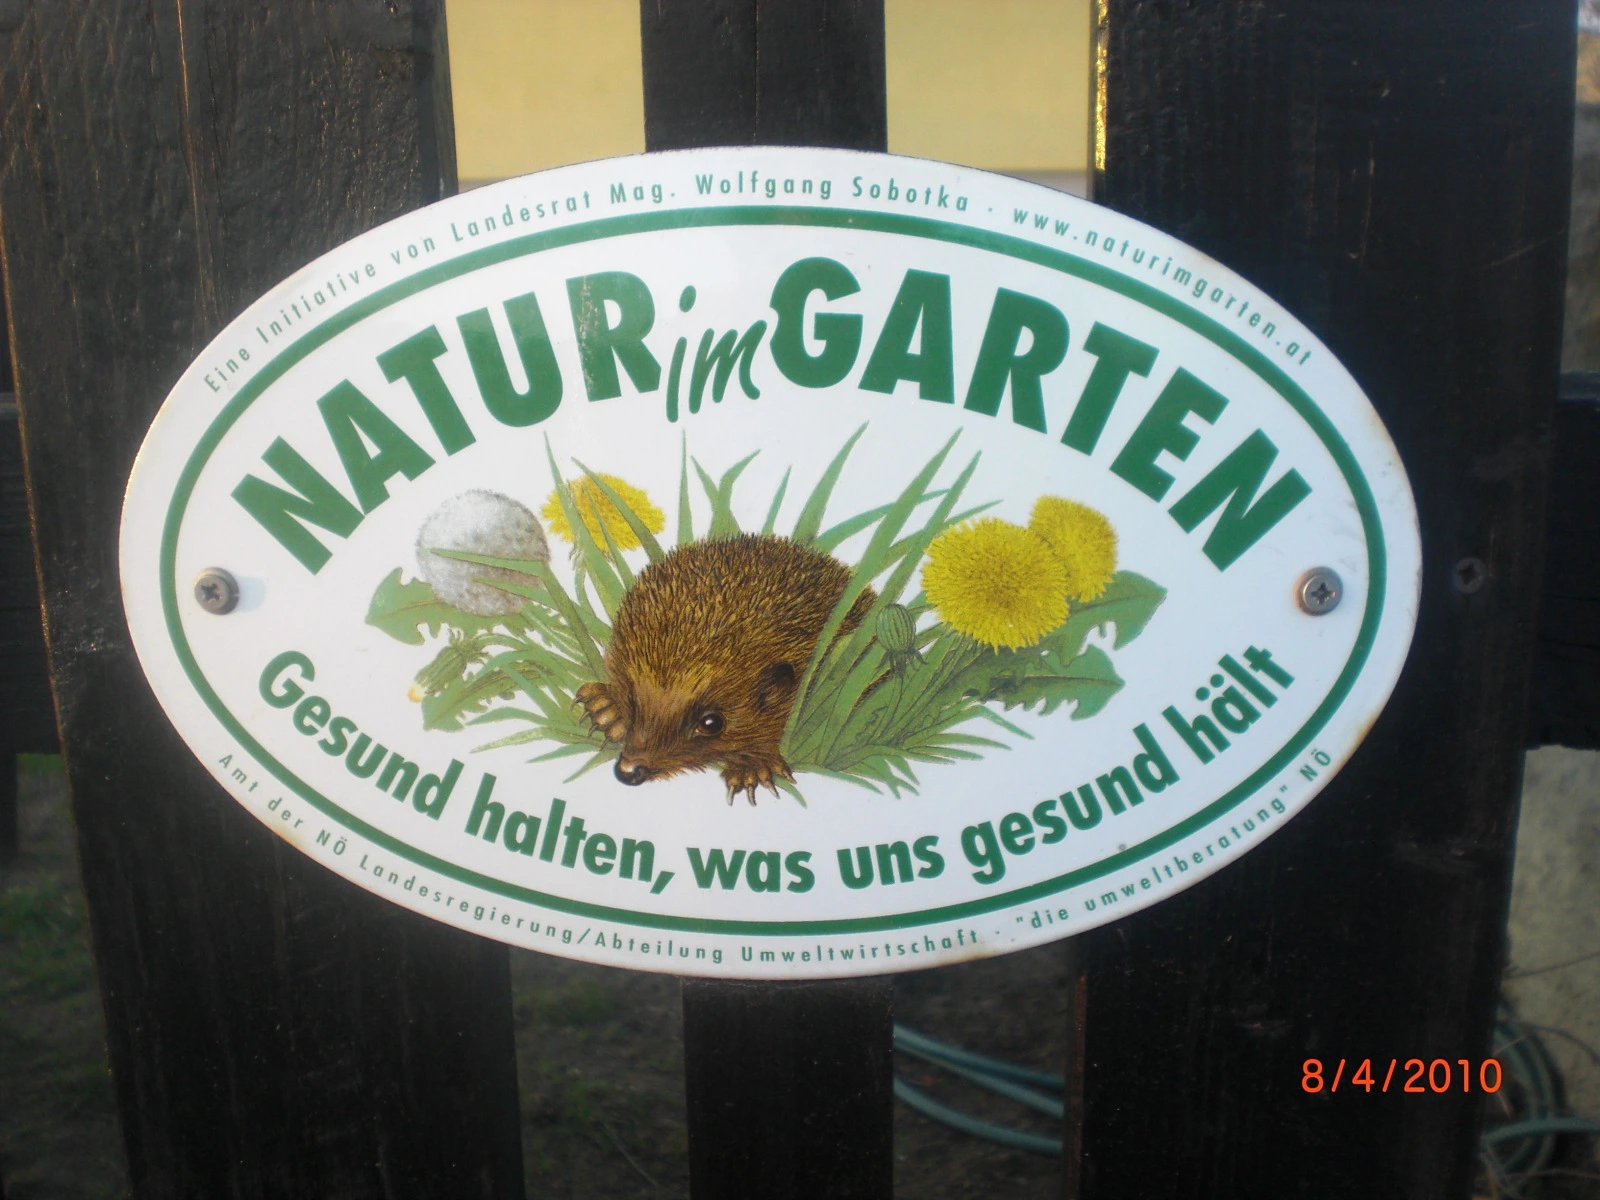 Eine Initiative von Landesrat Mag. Wolfgang Sobotka · www.naturimgarten.at
NATUR im GARTEN
Gesund halten, was uns gesund hält
Amt der NÖ Landesregierung/Abteilung Umweltwirtschaft · "die umweltberatung" NÖ
8/4/2010